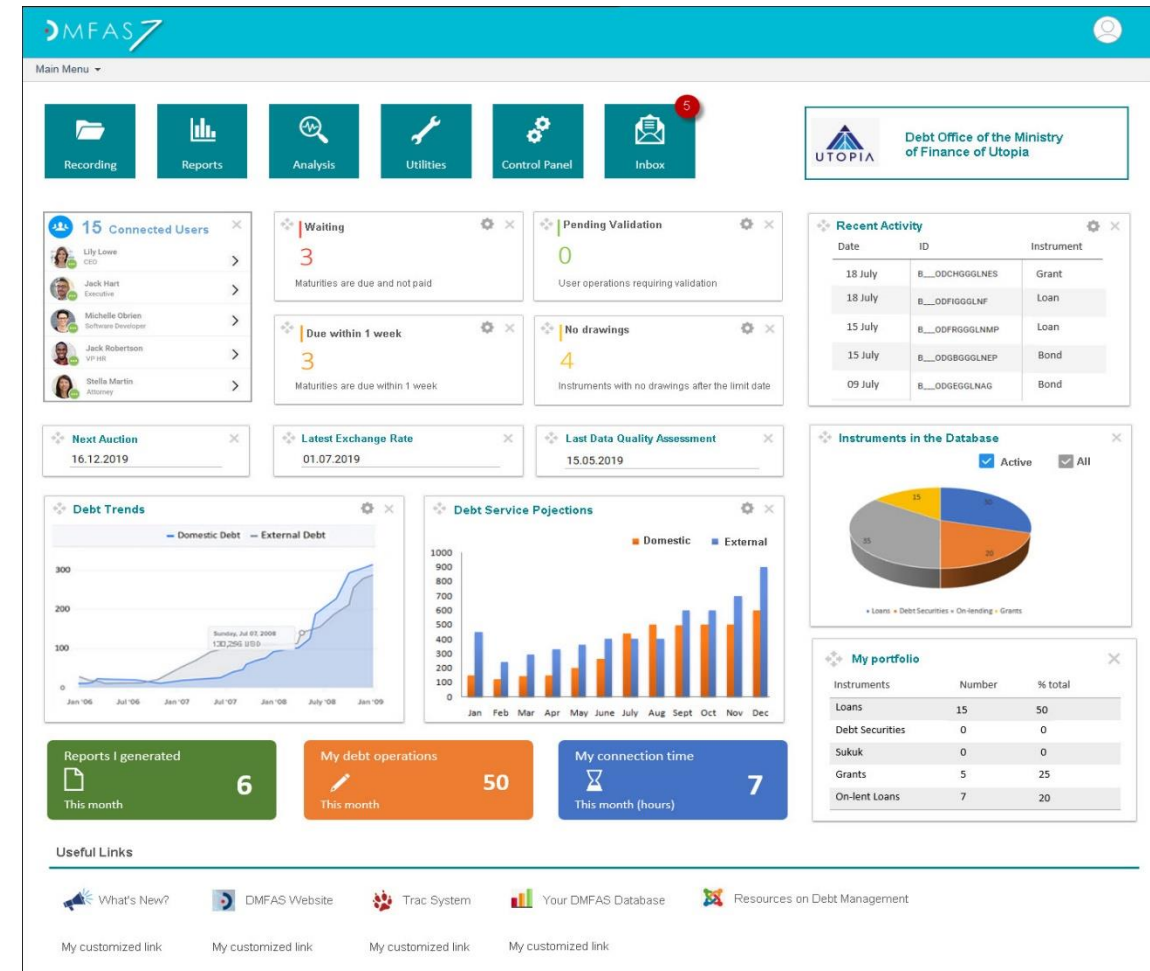 DMFAS7
Main Menu
Recording
Reports
Analysis
Utilities
Control Panel
Inbox
5
UTOPIA
Debt Office of the Ministry
of Finance of Utopia
15 Connected Users
Lily Lowe
CEO
Jack Hart
Executive
Michelle Obrien
Software Developer
Jack Robertson
VP HR
Stella Martin
Attorney
Waiting
3
Maturities are due and not paid
Pending Validation
0
User operations requiring validation
Due within 1 week
3
Maturities are due within 1 week
No drawings
4
Instruments with no drawings after the limit date
Recent Activity
Date ID Instrument
18 July B__ODCHGGGLNES Grant
18 July B__ODFIGGGLNF Loan
15 July B__ODFRGGGLNMP Loan
15 July B__ODGBGGGLNEP Bond
09 July B__ODGEGGLNAG Bond
Next Auction
16.12.2019
Latest Exchange Rate
01.07.2019
Last Data Quality Assessment
15.05.2019
Instruments in the Database
Active All
15
35
20
Loans Debt Securities On-lending Grants
Debt Trends
Domestic Debt External Debt
300
200
100
0
Sunday, Jul 07, 2008
130,256 USD
Jan '06 Jul '06 Jan '07 Jul '07 Jan '08 July '08 Jan '09
Debt Service Pojections
Domestic External
1000
900
800
700
600
500
400
300
200
100
0
Jan Feb Mar Apr May June July Aug Sept Oct Nov Dec
My portfolio
Instruments Number % total
Loans 15 50
Debt Securities 0 0
Sukuk 0 0
Grants 5 25
On-lent Loans 7 20
Reports I generated
6
This month
My debt operations
50
This month
My connection time
7
This month (hours)
Useful Links
What's New?
DMFAS Website
Trac System
Your DMFAS Database
Resources on Debt Management
My customized link
My customized link
My customized link
My customized link